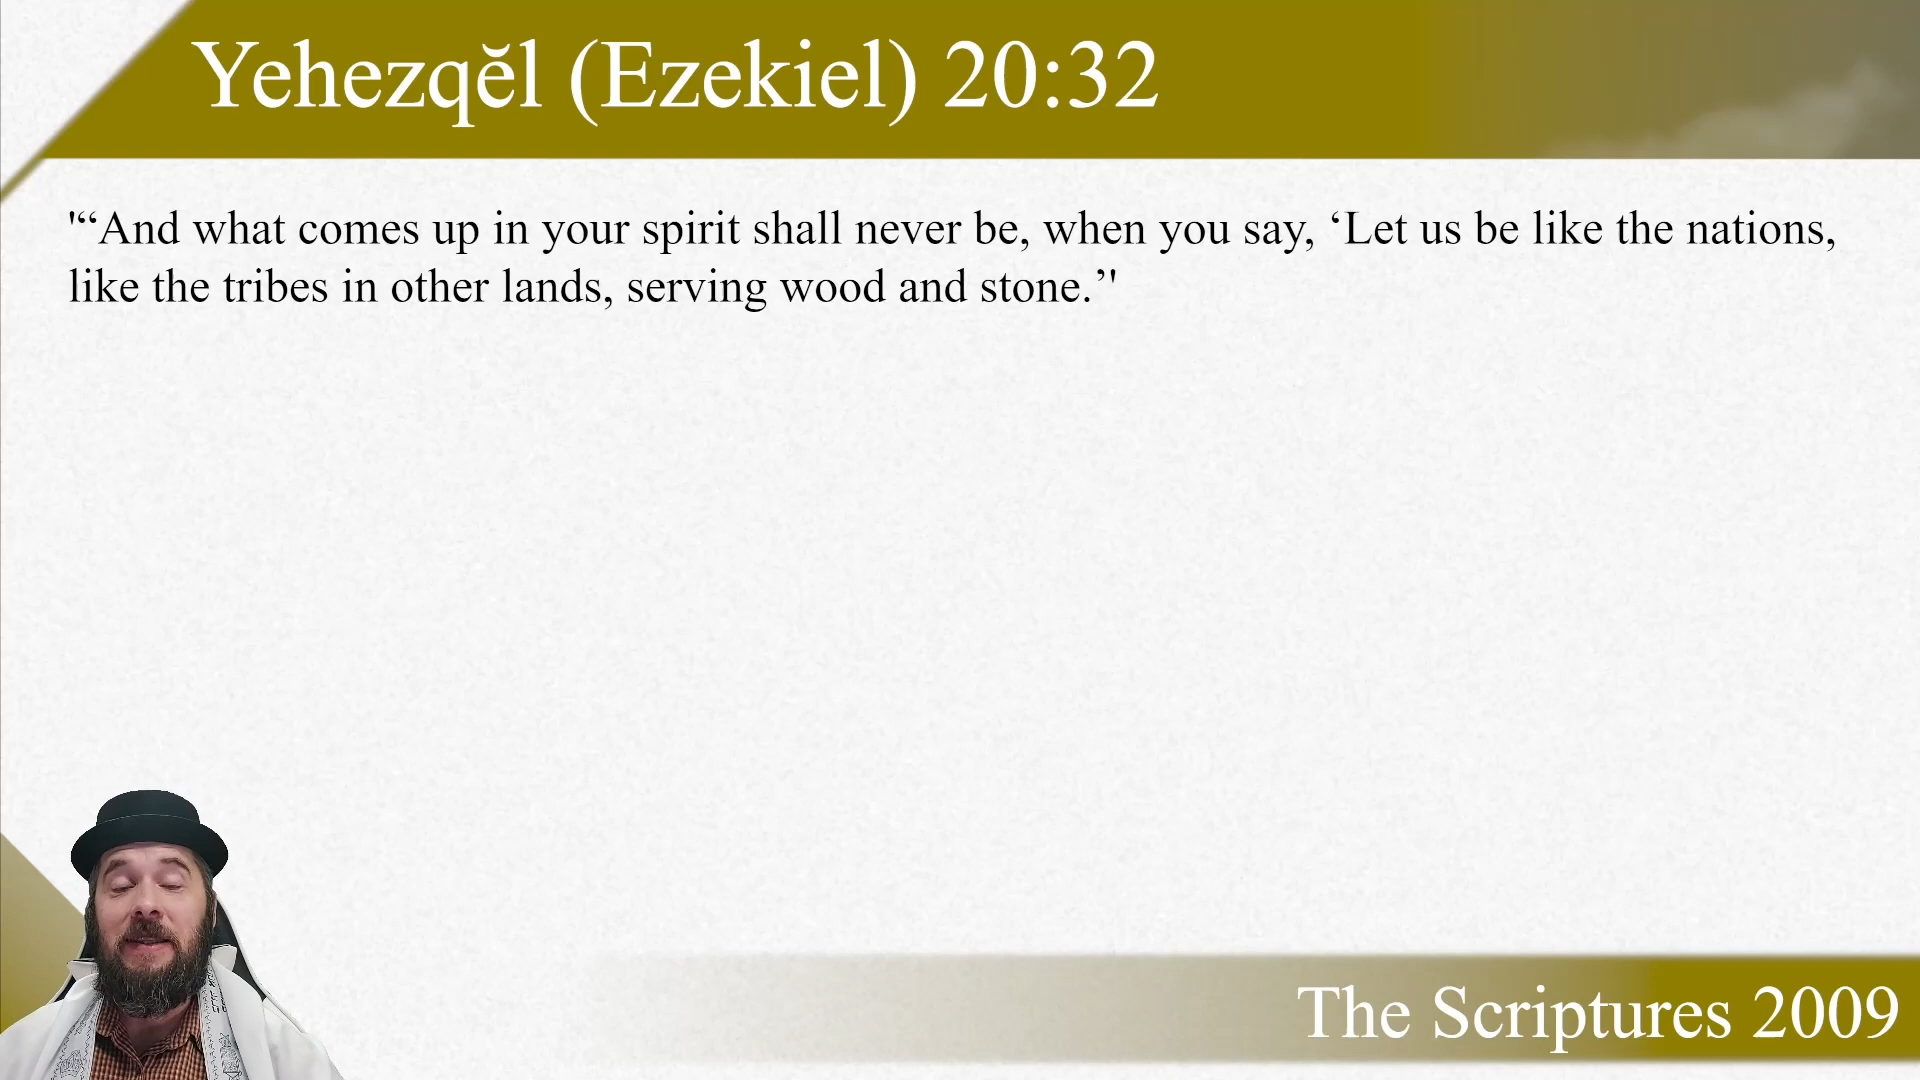 Yehezqĕl (Ezekiel) 20:32
'“And what comes up in your spirit shall never be, when you say, ‘Let us be like the nations,
like the tribes in other lands, serving wood and stone.’'
The Scriptures 2009